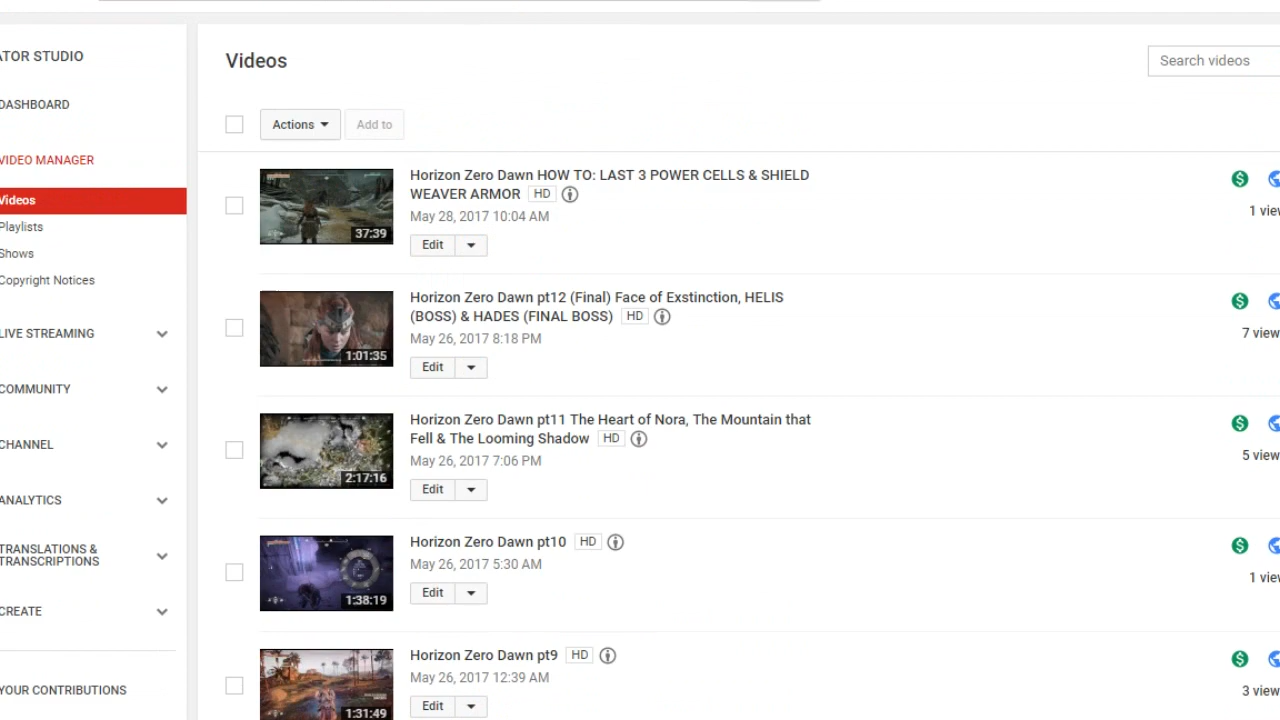 ATOR STUDIO
DASHBOARD
VIDEO MANAGER
Videos
Playlists
Shows
Copyright Notices
LIVE STREAMING
COMMUNITY
CHANNEL
ANALYTICS
TRANSLATIONS &
TRANSCRIPTIONS
CREATE
YOUR CONTRIBUTIONS
Videos
Search videos
Actions
Add to
Horizon Zero Dawn HOW TO: LAST 3 POWER CELLS & SHIELD
WEAVER ARMOR HD
May 28, 2017 10:04 AM
Edit
37:39
1 view
Horizon Zero Dawn pt12 (Final) Face of Exstinction, HELIS
(BOSS) & HADES (FINAL BOSS) HD
May 26, 2017 8:18 PM
Edit
1:01:35
7 view
Horizon Zero Dawn pt11 The Heart of Nora, The Mountain that
Fell & The Looming Shadow HD
May 26, 2017 7:06 PM
Edit
2:17:16
5 view
Horizon Zero Dawn pt10 HD
May 26, 2017 5:30 AM
Edit
1:38:19
1 view
Horizon Zero Dawn pt9 HD
May 26, 2017 12:39 AM
Edit
1:31:49
3 view